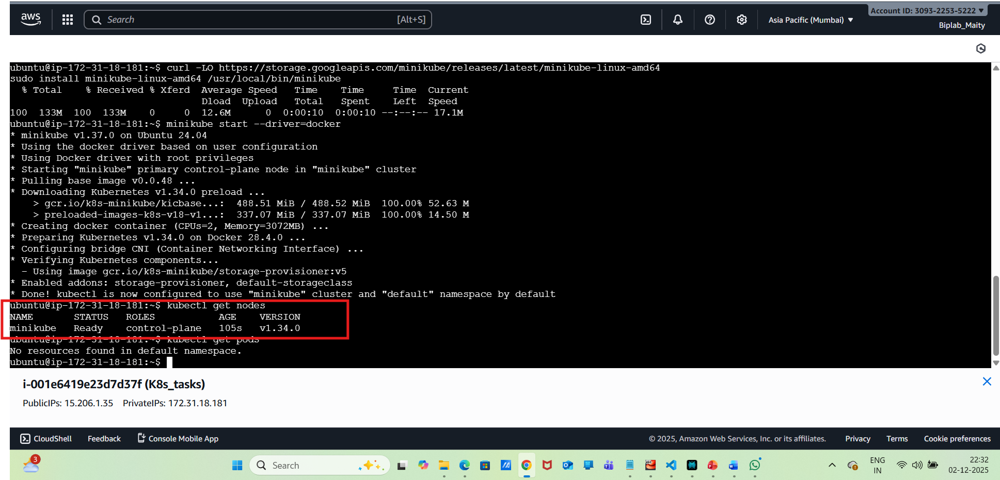 aws
Search [Alt+S]
Asia Pacific (Mumbai) ▼
Account ID: 3093-2253-5222 ▼
Biplab_Maity
ubuntu@ip-172-31-18-181:~$ curl -LO https://storage.googleapis.com/minikube/releases/latest/minikube-linux-amd64
sudo install minikube-linux-amd64 /usr/local/bin/minikube
  % Total    % Received % Xferd  Average Speed   Time    Time     Time  Current
                                 Dload  Upload   Total   Spent    Left  Speed
100  133M  100  133M    0     0  12.6M      0  0:00:10  0:00:10 --:--:-- 17.1M
ubuntu@ip-172-31-18-181:~$ minikube start --driver=docker
* minikube v1.37.0 on Ubuntu 24.04
* Using the docker driver based on user configuration
* Using Docker driver with root privileges
* Starting "minikube" primary control-plane node in "minikube" cluster
* Pulling base image v0.0.48 ...
* Downloading Kubernetes v1.34.0 preload ...
    > gcr.io/k8s-minikube/kicbase...:  488.51 MiB / 488.52 MiB  100.00% 52.63 M
    > preloaded-images-k8s-v18-v1...:  337.07 MiB / 337.07 MiB  100.00% 14.50 M
* Creating docker container (CPUs=2, Memory=3072MB) ...
* Preparing Kubernetes v1.34.0 on Docker 28.4.0 ...
* Configuring bridge CNI (Container Networking Interface) ...
* Verifying Kubernetes components...
  - Using image gcr.io/k8s-minikube/storage-provisioner:v5
* Enabled addons: storage-provisioner, default-storageclass
* Done! kubectl is now configured to use "minikube" cluster and "default" namespace by default
ubuntu@ip-172-31-18-181:~$ kubectl get nodes
NAME       STATUS   ROLES           AGE    VERSION
minikube   Ready    control-plane   105s   v1.34.0
ubuntu@ip-172-31-18-181:~$ kubectl get pods
No resources found in default namespace.
ubuntu@ip-172-31-18-181:~$
i-001e6419e23d7d37f (K8s_tasks)
PublicIPs: 15.206.1.35 PrivateIPs: 172.31.18.181
CloudShell Feedback Console Mobile App © 2025, Amazon Web Services, Inc. or its affiliates. Privacy Terms Cookie preferences
3
Search
ENG
IN
22:32
02-12-2025